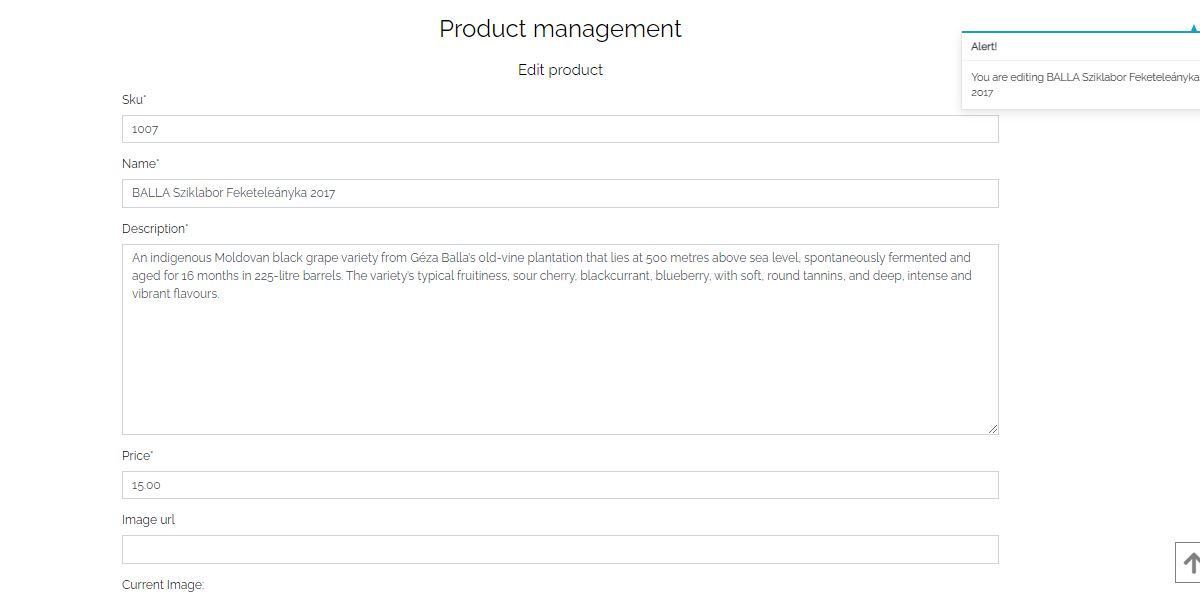 Product management
Alert!
You are editing BALLA Sziklabor Feketeleányka
2017
Edit product
Sku*
1007
Name*
BALLA Sziklabor Feketeleányka 2017
Description*
An indigenous Moldovan black grape variety from Géza Balla's old-vine plantation that lies at 500 metres above sea level, spontaneously fermented and
aged for 16 months in 225-litre barrels. The variety's typical fruitiness, sour cherry, blackcurrant, blueberry, with soft, round tannins, and deep, intense and
vibrant flavours.
Price*
15.00
Image url
Current Image: